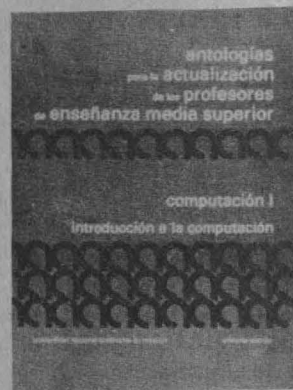 antologías
para la actualización
de los profesores
de enseñanza media superior
computación I
introducción a la computación